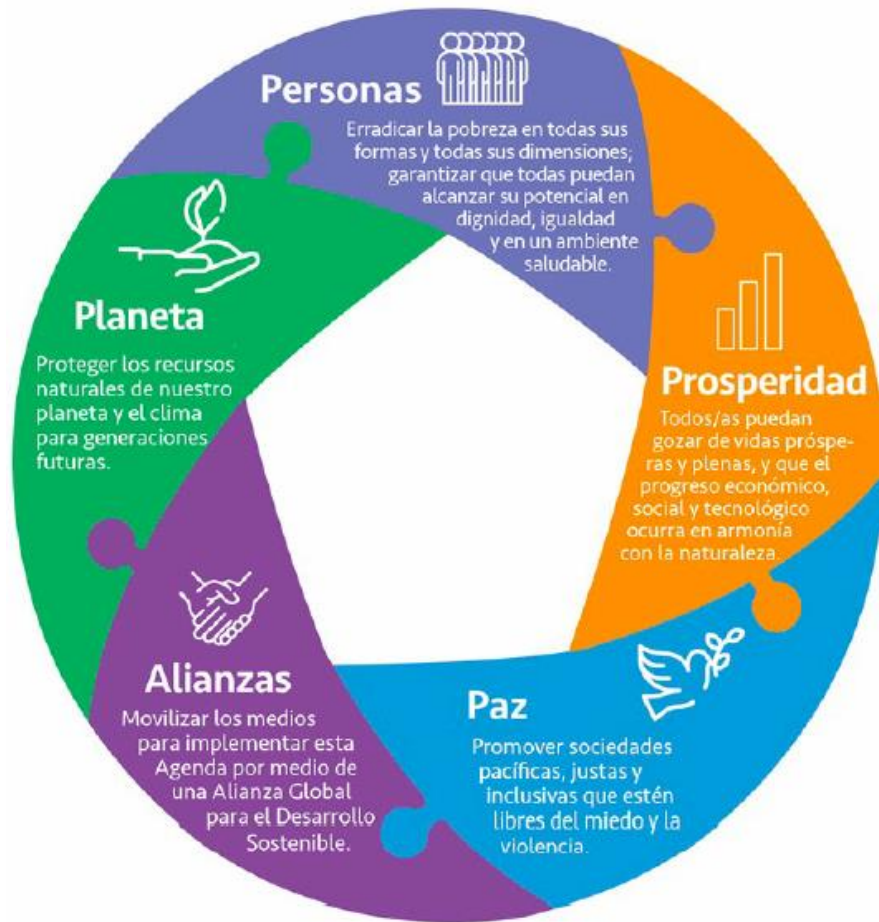 Personas
Erradicar la pobreza en todas sus
formas y todas sus dimensiones;
garantizar que todas puedan
alcanzar su potencial en
dignidad, igualdad
y en un ambiente
saludable.
Prosperidad
Todos/as puedan
gozar de vidas próspe-
ras y plenas, y que el
progreso económico,
social y tecnológico
ocurra en armonía
con la naturaleza.
Paz
Promover sociedades
pacíficas, justas y
inclusivas que estén
libres del miedo y la
violencia.
Alianzas
Movilizar los medios
para implementar esta
Agenda por medio de
una Alianza Global
para el Desarrollo
Sostenible.
Planeta
Proteger los recursos
naturales de nuestro
planeta y el clima
para generaciones
futuras.